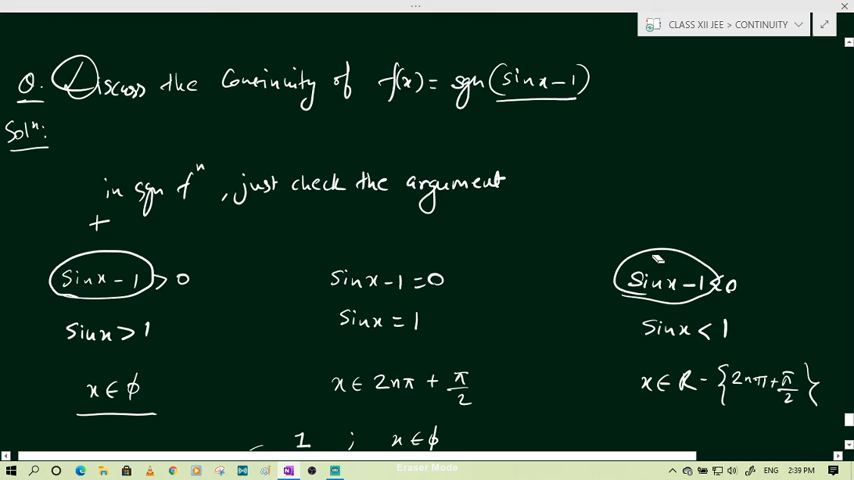 CLASS XII JEE > CONTINUITY
Q. Discuss the Continuity of f(x) = sgn (sinx−1)
Solⁿ:
in sgn fⁿ, just check the argument
+
sinx − 1 > 0 sinx−1 = 0 sinx−1 < 0
sinx > 1 sinx = 1 sinx < 1
x ∈ ϕ x ∈ 2nπ + π/2 x ∈ R − {2nπ + π/2}
1 ; x ∈ ϕ
Eraser Mode
ENG 2:39 PM